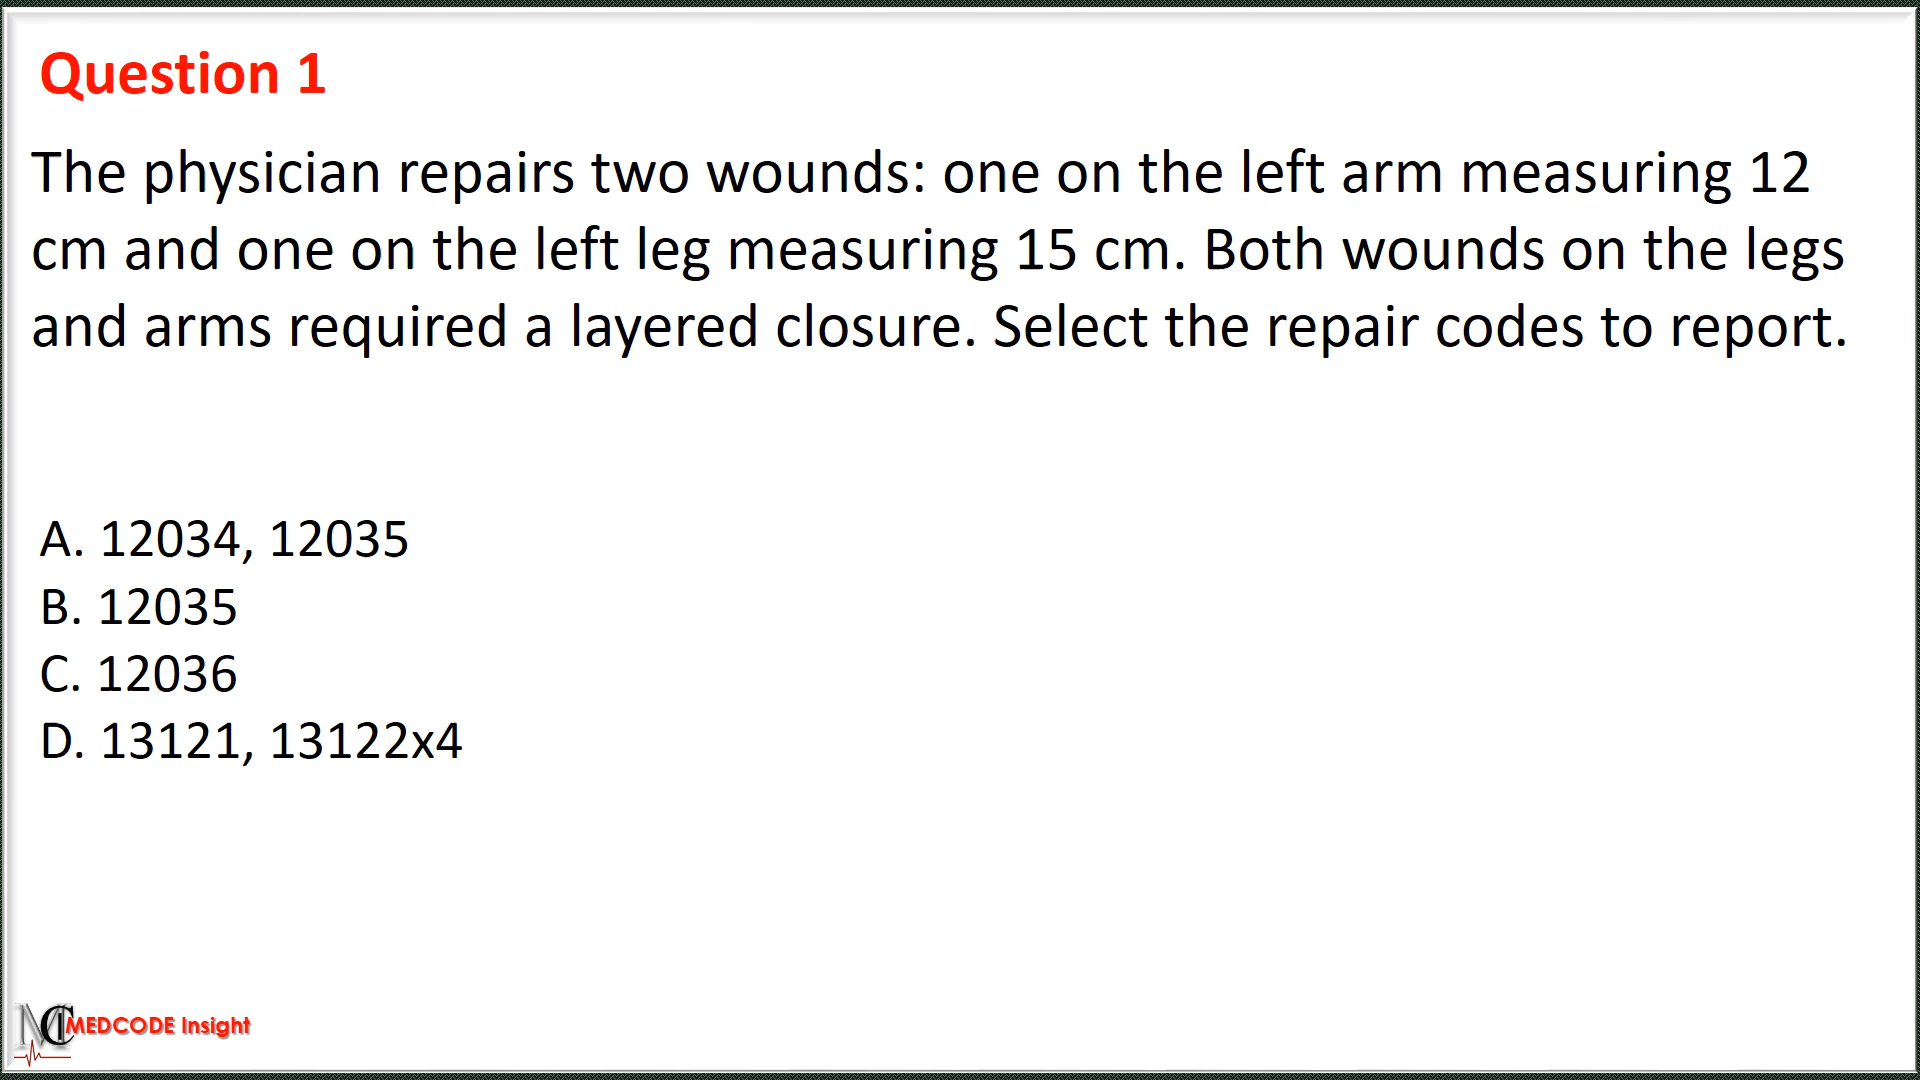 Question 1
The physician repairs two wounds: one on the left arm measuring 12
cm and one on the left leg measuring 15 cm. Both wounds on the legs
and arms required a layered closure. Select the repair codes to report.
A. 12034, 12035
B. 12035
C. 12036
D. 13121, 13122x4
MC MEDCODE Insight